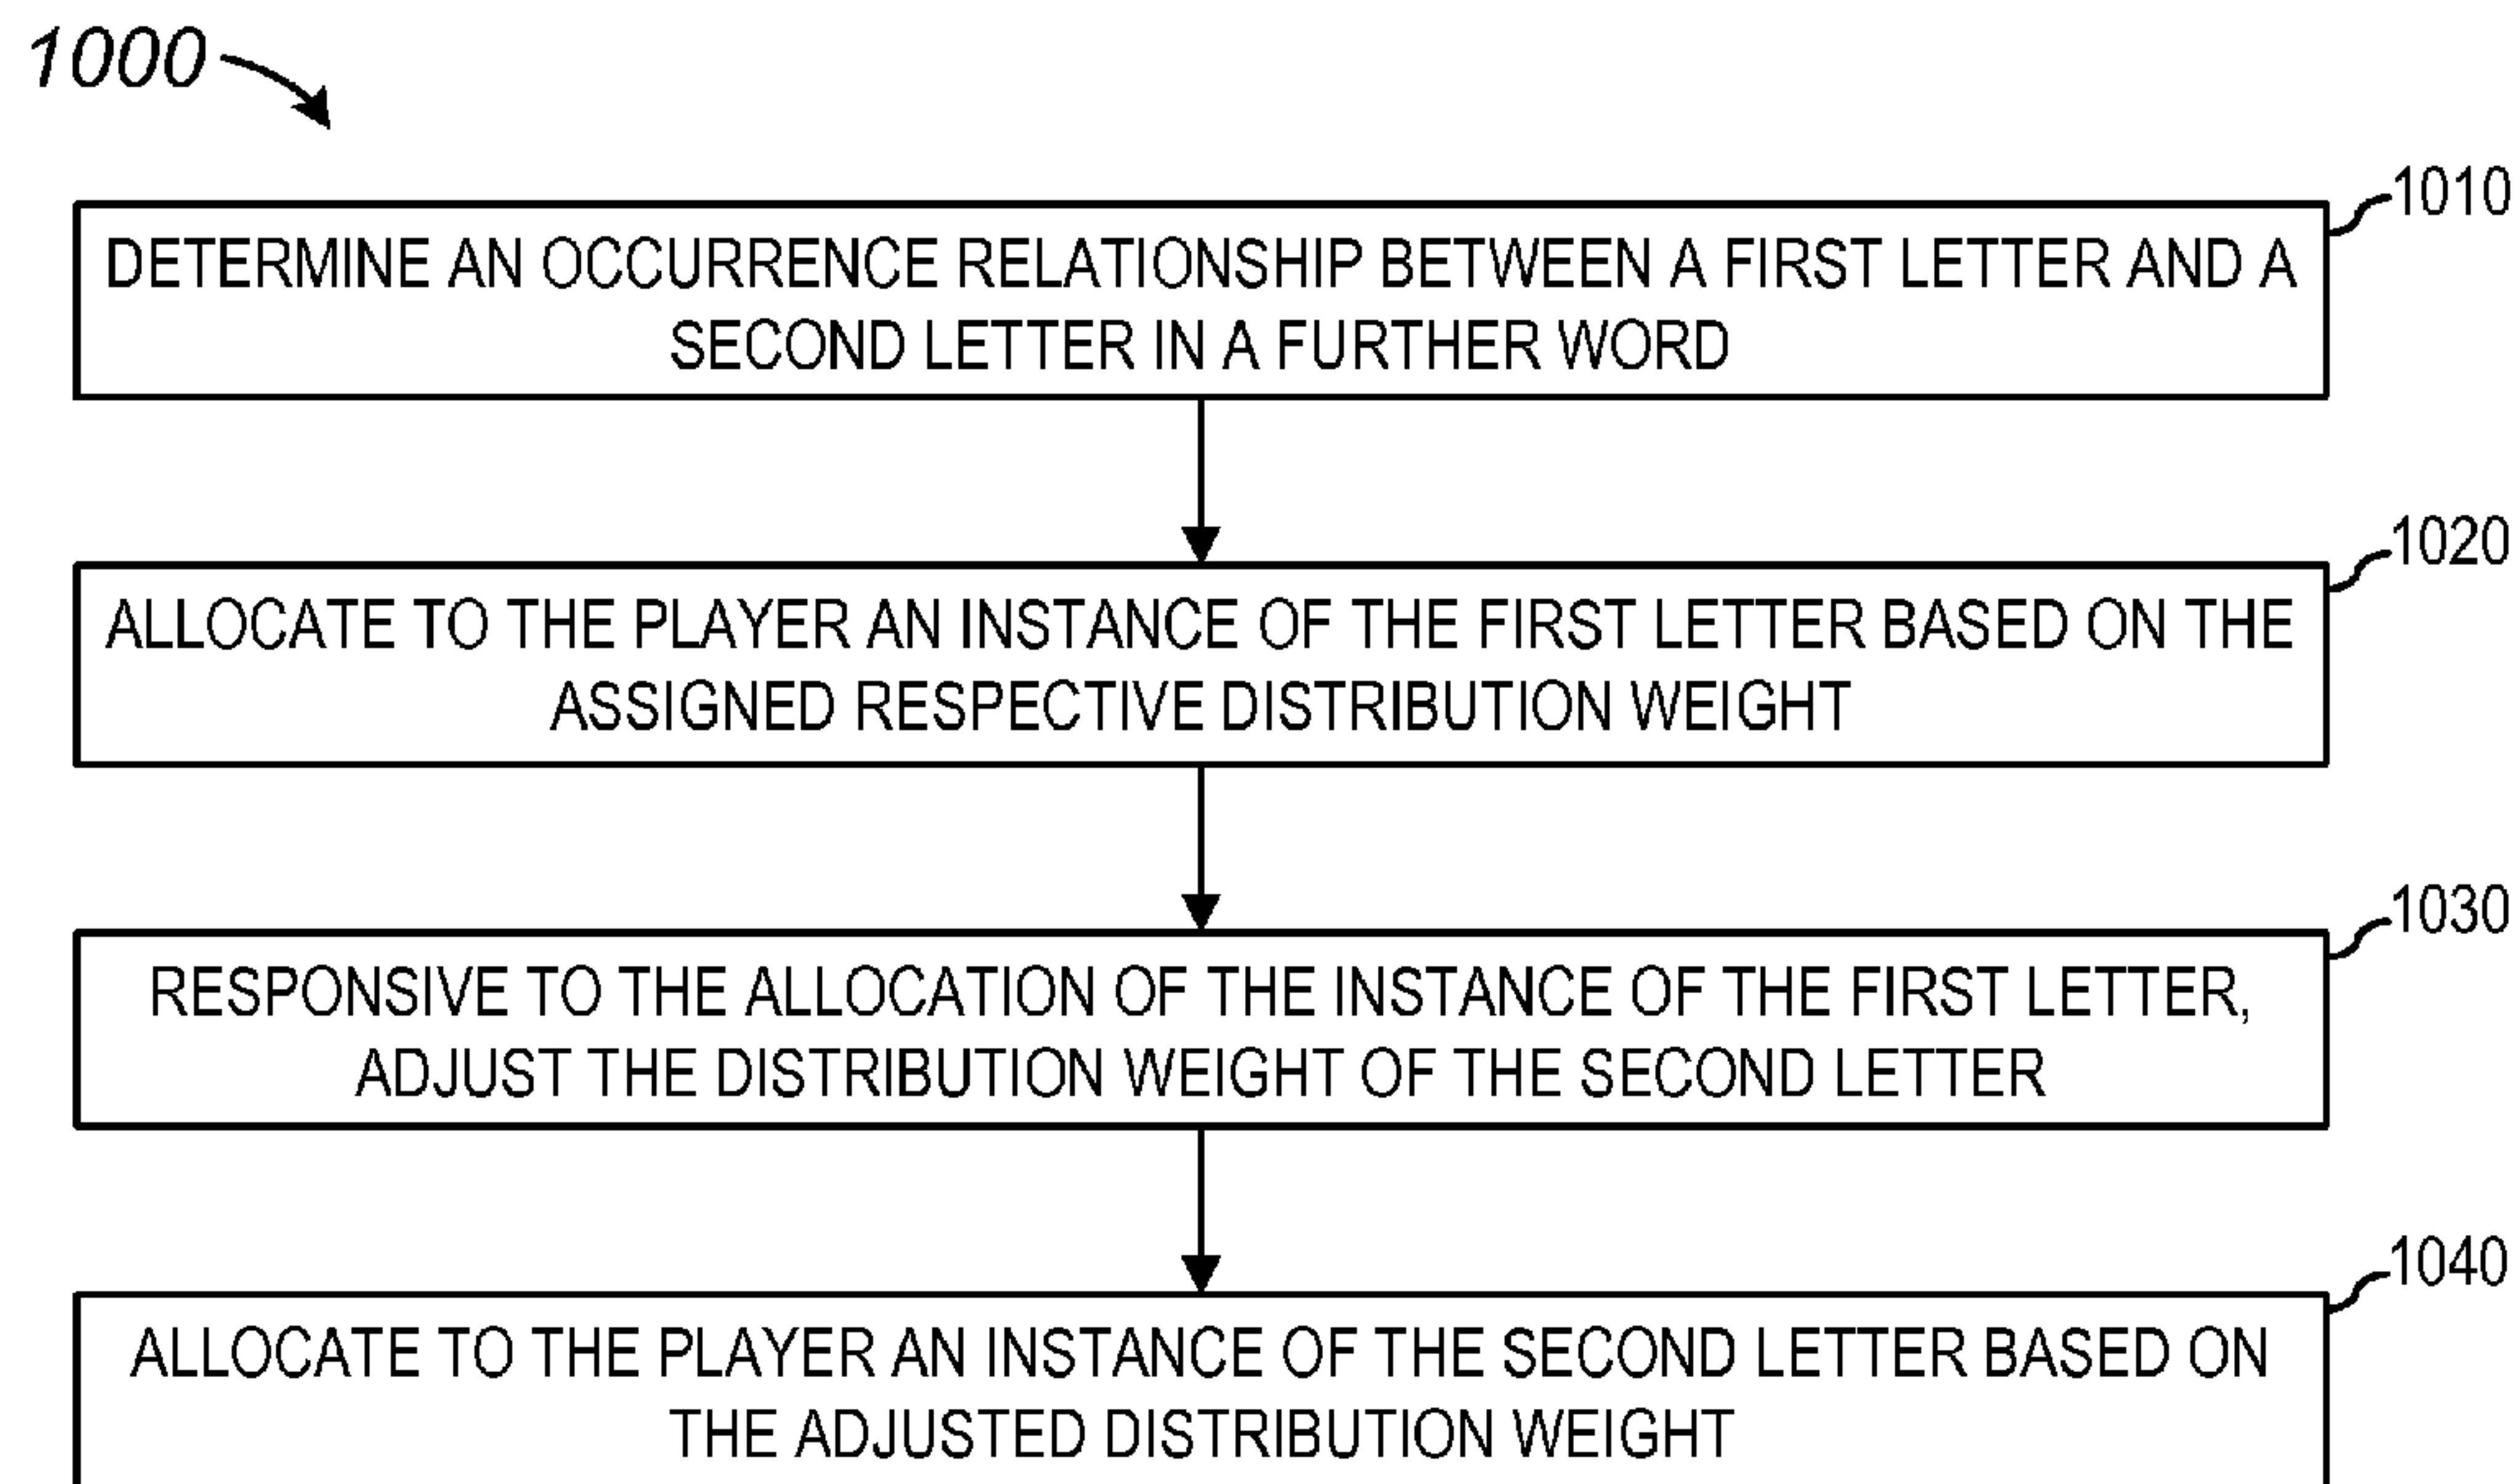 1000
1010
DETERMINE AN OCCURRENCE RELATIONSHIP BETWEEN A FIRST LETTER AND A
SECOND LETTER IN A FURTHER WORD
1020
ALLOCATE TO THE PLAYER AN INSTANCE OF THE FIRST LETTER BASED ON THE
ASSIGNED RESPECTIVE DISTRIBUTION WEIGHT
1030
RESPONSIVE TO THE ALLOCATION OF THE INSTANCE OF THE FIRST LETTER,
ADJUST THE DISTRIBUTION WEIGHT OF THE SECOND LETTER
1040
ALLOCATE TO THE PLAYER AN INSTANCE OF THE SECOND LETTER BASED ON
THE ADJUSTED DISTRIBUTION WEIGHT